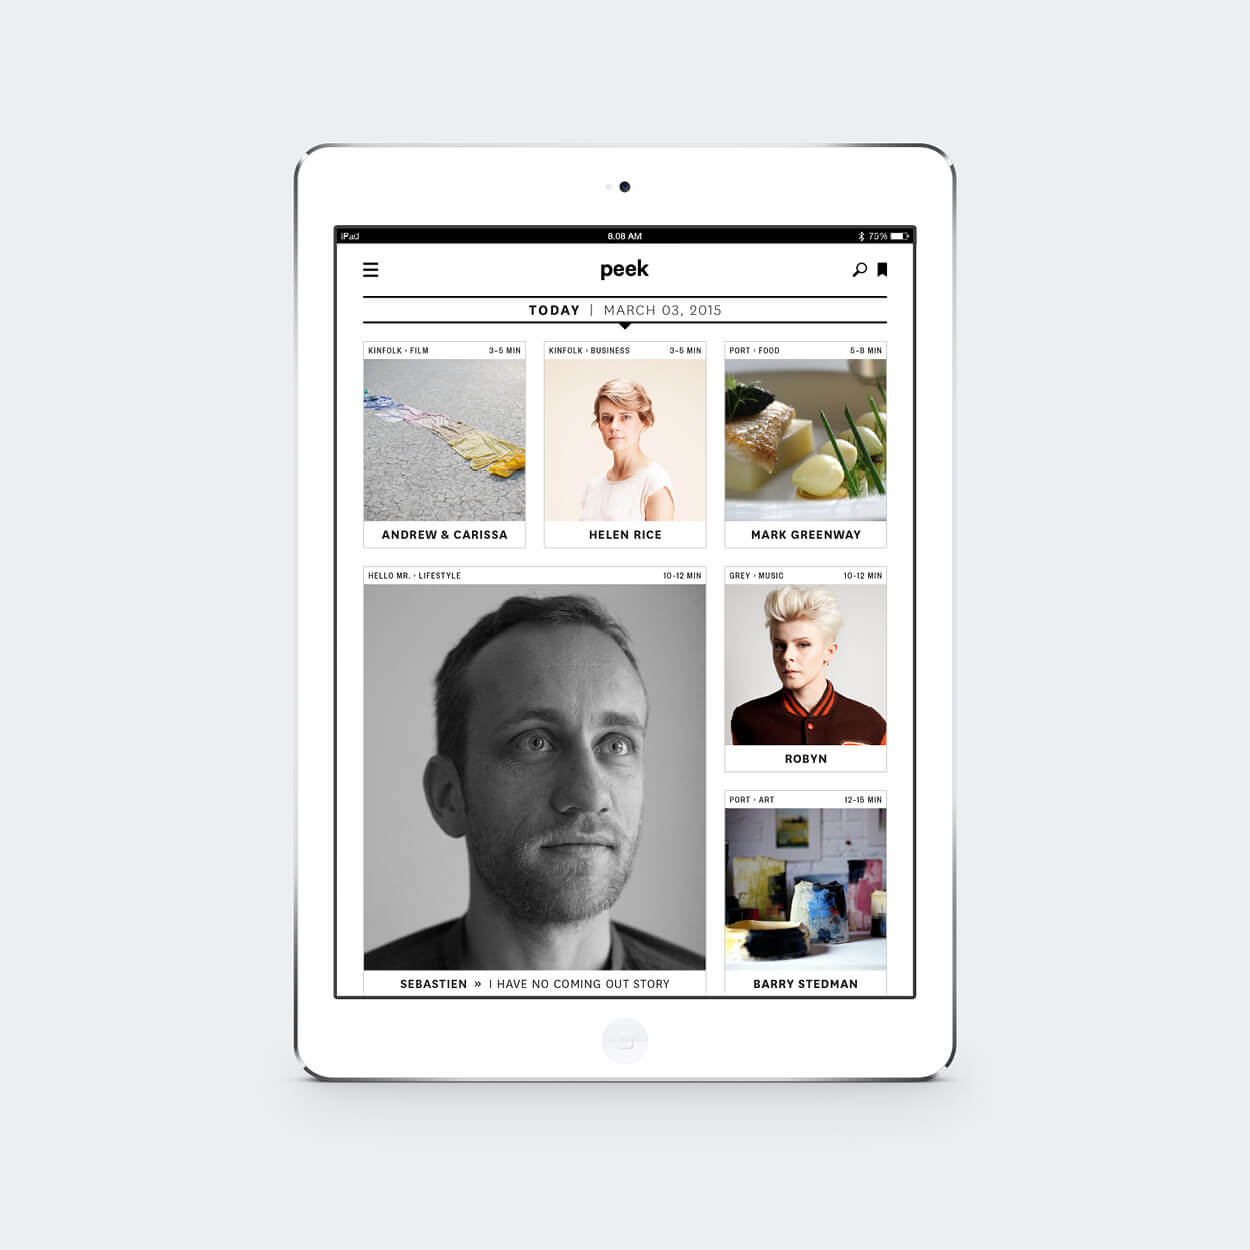 iPad 8.08 AM 75%
peek
TODAY | MARCH 03, 2015
KINFOLK › FILM 3–5 MIN
ANDREW & CARISSA
KINFOLK › BUSINESS 3–5 MIN
HELEN RICE
PORT › FOOD 5–8 MIN
MARK GREENWAY
HELLO MR. › LIFESTYLE 10–12 MIN
SEBASTIEN » I HAVE NO COMING OUT STORY
GREY › MUSIC 10–12 MIN
ROBYN
PORT › ART 12–15 MIN
BARRY STEDMAN